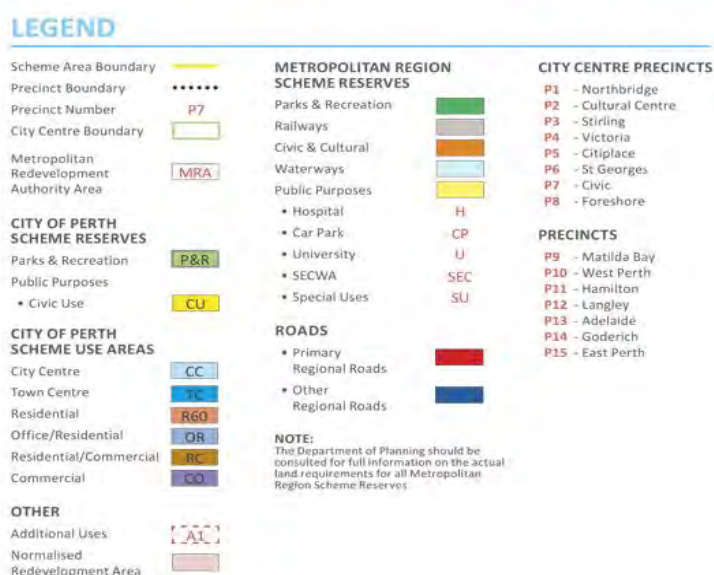 LEGEND
Scheme Area Boundary
Precinct Boundary
Precinct Number P7
City Centre Boundary
Metropolitan
Redevelopment MRA
Authority Area
CITY OF PERTH
SCHEME RESERVES
Parks & Recreation P&R
Public Purposes
• Civic Use CU
CITY OF PERTH
SCHEME USE AREAS
City Centre CC
Town Centre TC
Residential R60
Office/Residential OR
Residential/Commercial RC
Commercial CO
OTHER
Additional Uses A1
Normalised
Redevelopment Area
METROPOLITAN REGION
SCHEME RESERVES
Parks & Recreation
Railways
Civic & Cultural
Waterways
Public Purposes
• Hospital H
• Car Park CP
• University U
• SECWA SEC
• Special Uses SU
ROADS
• Primary
Regional Roads
• Other
Regional Roads
NOTE:
The Department of Planning should be
consulted for full information on the actual
land requirements for all Metropolitan
Region Scheme Reserves
CITY CENTRE PRECINCTS
P1 - Northbridge
P2 - Cultural Centre
P3 - Stirling
P4 - Victoria
P5 - Citiplace
P6 - St Georges
P7 - Civic
P8 - Foreshore
PRECINCTS
P9 - Matilda Bay
P10 - West Perth
P11 - Hamilton
P12 - Langley
P13 - Adelaide
P14 - Goderich
P15 - East Perth